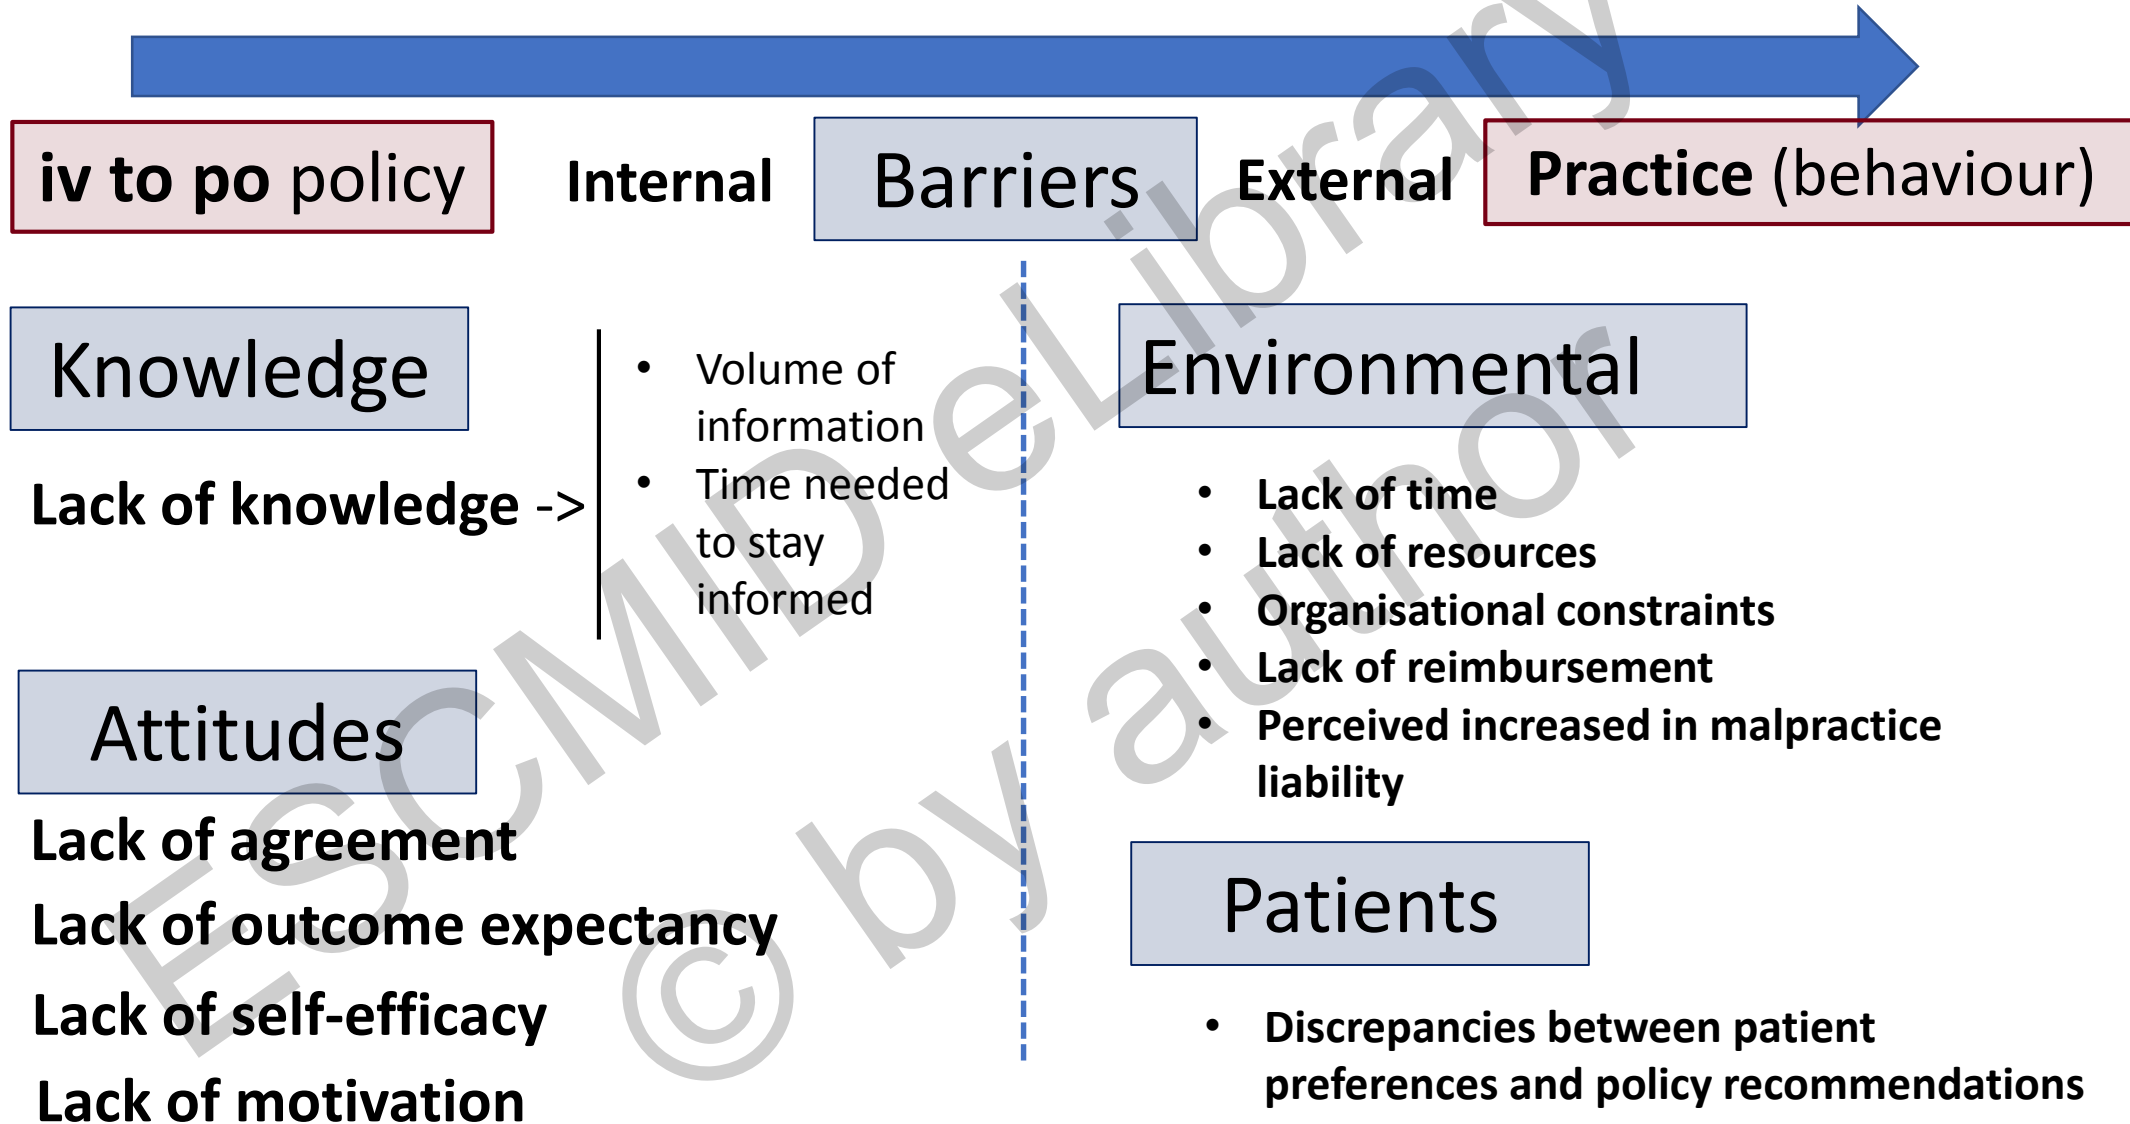 iv to po policy
Internal
Barriers
External
Practice (behaviour)
Knowledge
Lack of knowledge ->
• Volume of
information
• Time needed
to stay
informed
Attitudes
Lack of agreement
Lack of outcome expectancy
Lack of self-efficacy
Lack of motivation
Environmental
• Lack of time
• Lack of resources
• Organisational constraints
• Lack of reimbursement
• Perceived increased in malpractice
liability
Patients
• Discrepancies between patient
preferences and policy recommendations
ESCMID eLibrary
© by author